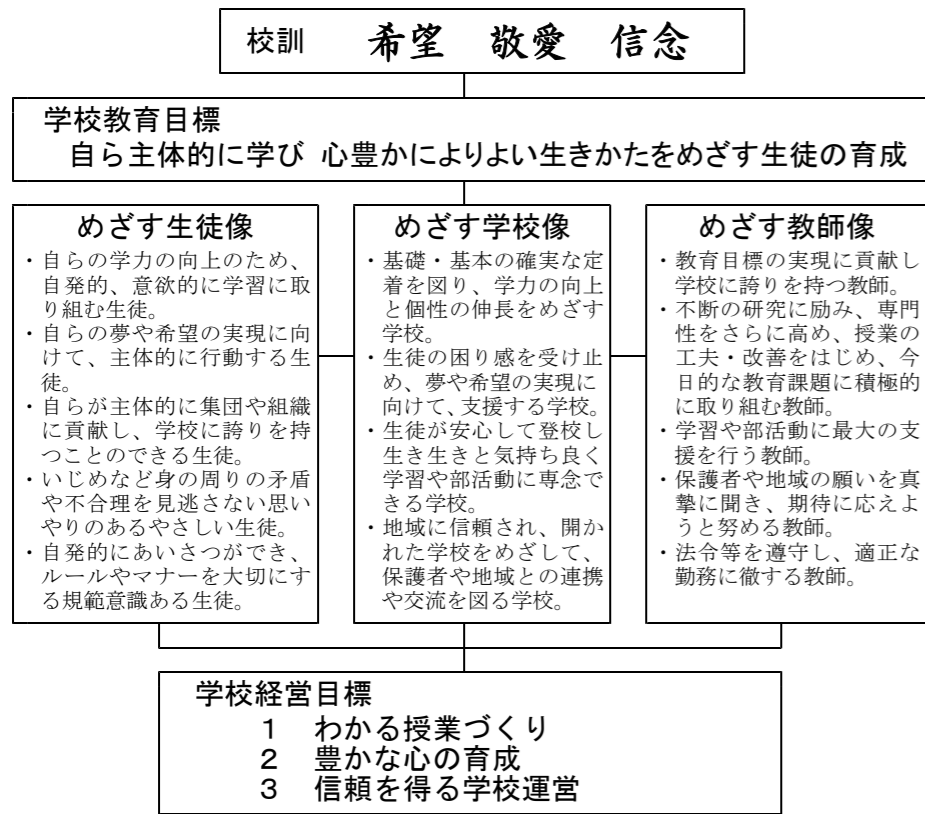 校訓 希望 敬愛 信念
学校教育目標
自ら主体的に学び 心豊かによりよい生きかたをめざす生徒の育成
めざす生徒像
・自らの学力の向上のため、
自発的、意欲的に学習に取
り組む生徒。
・自らの夢や希望の実現に向
けて、主体的に行動する生
徒。
・自らが主体的に集団や組織
に貢献し、学校に誇りを持
つことのできる生徒。
・いじめなど身の周りの矛盾
や不合理を見逃さない思い
やりのあるやさしい生徒。
・自発的にあいさつができ、
ルールやマナーを大切にす
る規範意識ある生徒。
めざす学校像
・基礎・基本の確実な定
着を図り、学力の向上
と個性の伸長をめざす
学校。
・生徒の困り感を受け止
め、夢や希望の実現に
向けて、支援する学校。
・生徒が安心して登校し
生き生きと気持ち良く
学習や部活動に専念で
きる学校。
・地域に信頼され、開か
れた学校をめざして、
保護者や地域との連携
や交流を図る学校。
めざす教師像
・教育目標の実現に貢献し
学校に誇りを持つ教師。
・不断の研究に励み、専門
性をさらに高め、授業の
工夫・改善をはじめ、今
日的な教育課題に積極的
に取り組む教師。
・学習や部活動に最大の支
援を行う教師。
・保護者や地域の願いを真
摯に聞き、期待に応えよ
うと努める教師。
・法令等を遵守し、適正な
勤務に徹する教師。
学校経営目標
1 わかる授業づくり
2 豊かな心の育成
3 信頼を得る学校運営